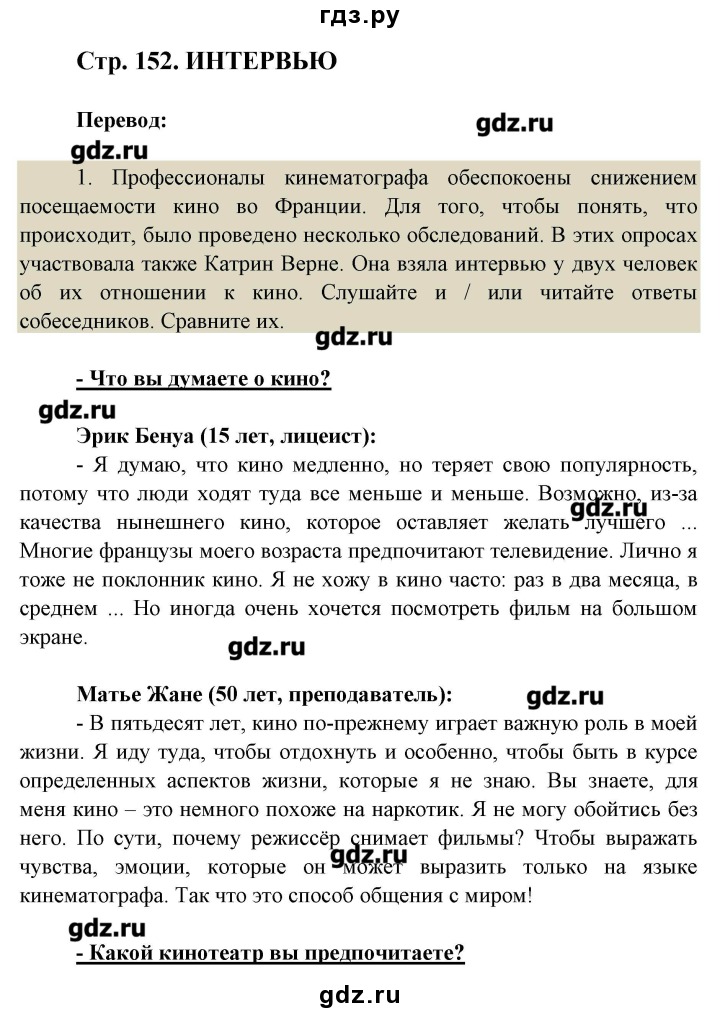 гдз.ру
Стр. 152. ИНТЕРВЬЮ
Перевод:
gdz.ru
gdz.ru
1. Профессионалы кинематографа обеспокоены снижением
посещаемости кино во Франции. Для того, чтобы понять, что
происходит, было проведено несколько обследований. В этих опросах
участвовала также Катрин Верне. Она взяла интервью у двух человек
об их отношении к кино. Слушайте и / или читайте ответы
собеседников. Сравните их.
gdz.ru
- Что вы думаете о кино?
gdz.ru
Эрик Бенуа (15 лет, лицеист):
- Я думаю, что кино медленно, но теряет свою популярность,
потому что люди ходят туда все меньше и меньше. Возможно, из-за
gdz.ru
качества нынешнего кино, которое оставляет желать лучшего ...
Многие французы моего возраста предпочитают телевидение. Лично я
тоже не поклонник кино. Я не хожу в кино часто: раз в два месяца, в
среднем ... Но иногда очень хочется посмотреть фильм на большом
экране.
gdz.ru
Матье Жане (50 лет, преподаватель):
gdz.ru
- В пятьдесят лет, кино по-прежнему играет важную роль в моей
жизни. Я иду туда, чтобы отдохнуть и особенно, чтобы быть в курсе
определенных аспектов жизни, которые я не знаю. Вы знаете, для
меня кино – это немного похоже на наркотик. Я не могу обойтись без
него. По сути, почему режиссёр снимает фильмы? Чтобы выражать
gdz.ru
чувства, эмоции, которые он может выразить только на языке
кинематографа. Так что это способ общения с миром!
gdz.ru
- Какой кинотеатр вы предпочитаете?
gdz.ru